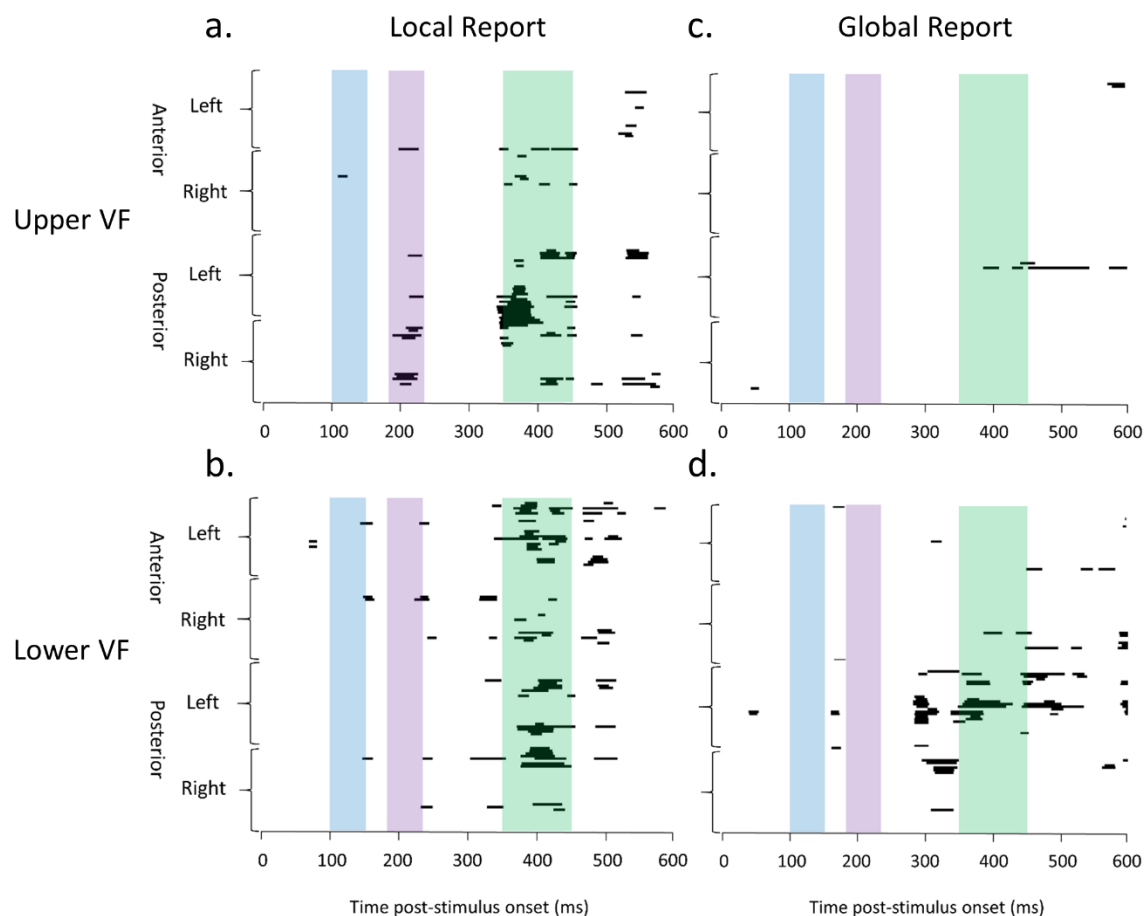 a. Local Report c. Global Report
Upper VF
Anterior
Left
Right
Posterior
Left
Right
0 100 200 300 400 500 600 0 100 200 300 400 500 600
b. d.
Lower VF
Anterior
Left
Right
Posterior
Left
Right
0 100 200 300 400 500 600 0 100 200 300 400 500 600
Time post-stimulus onset (ms) Time post-stimulus onset (ms)